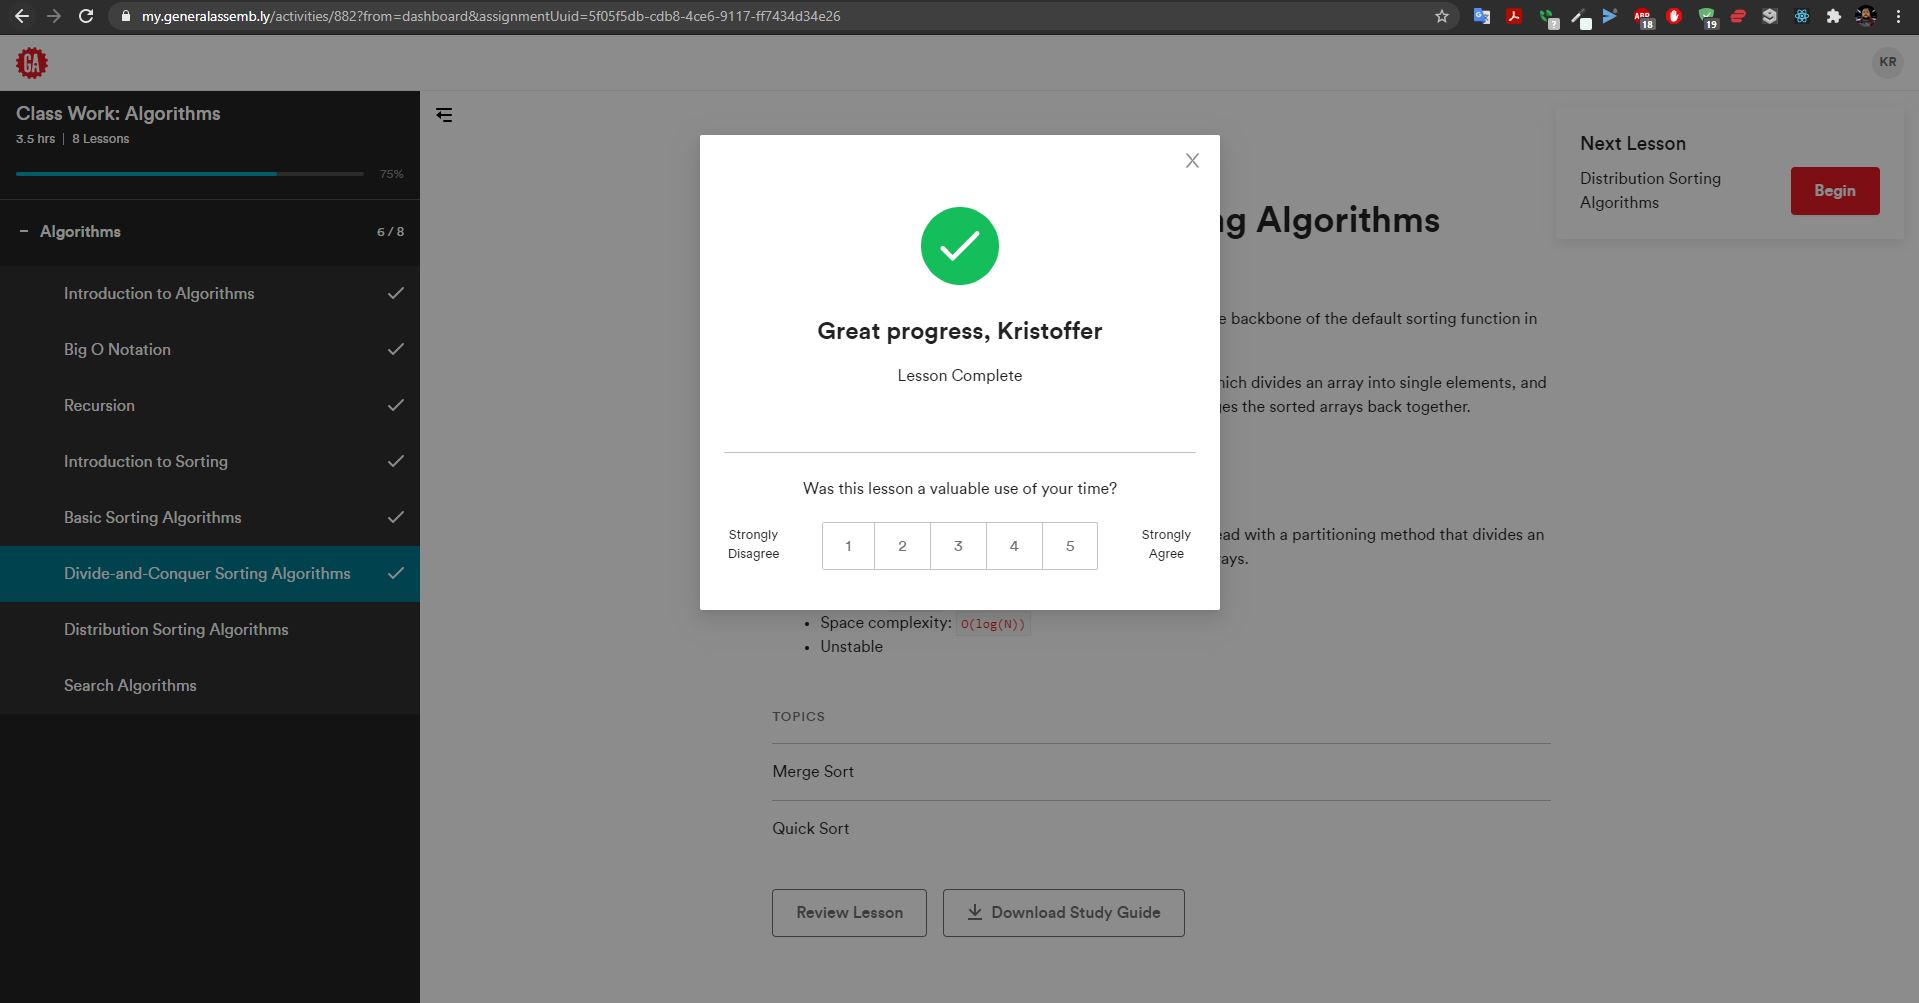 my.generalassemb.ly/activities/882?from=dashboard&assignmentUuid=5f05f5db-cdb8-4ce6-9117-ff7434d34e26
ABP
18
?
19
GA
KR
Class Work: Algorithms
3.5 hrs | 8 Lessons
75%
Algorithms 6 / 8
Introduction to Algorithms
Big O Notation
Recursion
Introduction to Sorting
Basic Sorting Algorithms
Divide-and-Conquer Sorting Algorithms
Distribution Sorting Algorithms
Search Algorithms
Great progress, Kristoffer
Lesson Complete
Was this lesson a valuable use of your time?
Strongly
Disagree
1 2 3 4 5
Strongly
Agree
Algorithms
backbone of the default sorting function in
divides an array into single elements, and
the sorted arrays back together.
with a partitioning method that divides an
Space complexity: O(log(N))
Unstable
TOPICS
Merge Sort
Quick Sort
Review Lesson
Download Study Guide
Next Lesson
Distribution Sorting
Algorithms
Begin